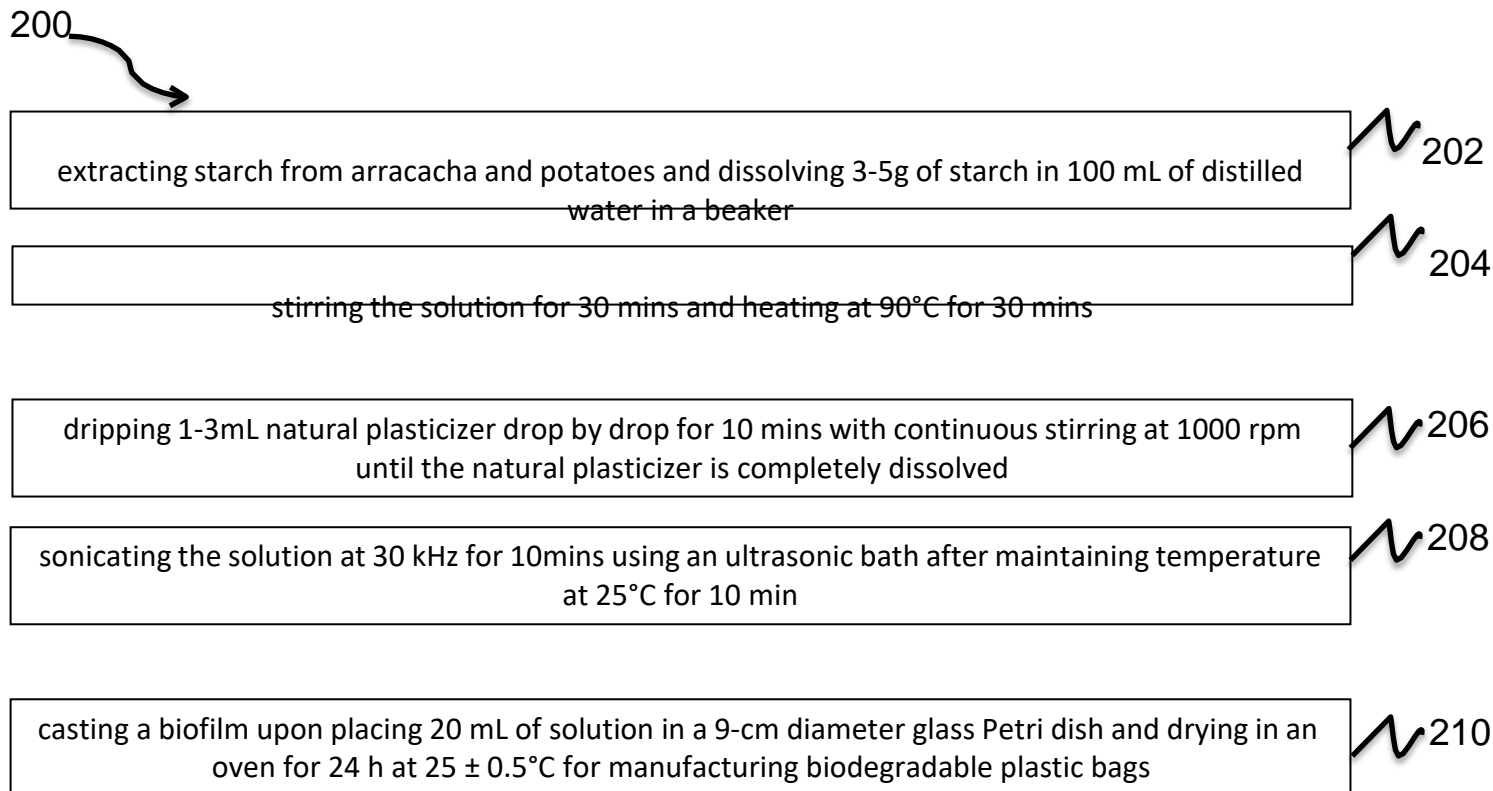 200
extracting starch from arracacha and potatoes and dissolving 3-5g of starch in 100 mL of distilled
water in a beaker
202
204
stirring the solution for 30 mins and heating at 90°C for 30 mins
dripping 1-3mL natural plasticizer drop by drop for 10 mins with continuous stirring at 1000 rpm
until the natural plasticizer is completely dissolved
206
sonicating the solution at 30 kHz for 10mins using an ultrasonic bath after maintaining temperature
at 25°C for 10 min
208
casting a biofilm upon placing 20 mL of solution in a 9-cm diameter glass Petri dish and drying in an
oven for 24 h at 25 ± 0.5°C for manufacturing biodegradable plastic bags
210